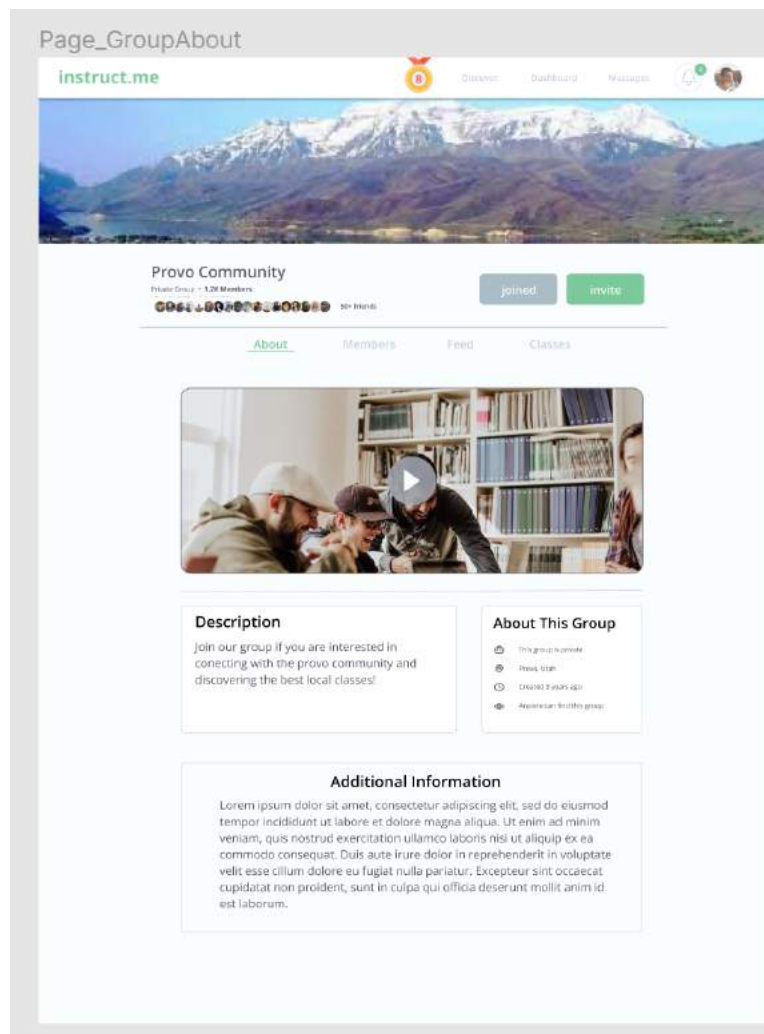 Page_GroupAbout
instruct.me
8
Discover
Dashboard
Messages
Provo Community
Private Group • 1.2K Members
50+ friends
joined
invite
About
Members
Feed
Classes
Description
Join our group if you are interested in
conecting with the provo community and
discovering the best local classes!
About This Group
This group is private
Provo, Utah
Created 8 years ago
Anyone can find this group
Additional Information
Lorem ipsum dolor sit amet, consectetur adipiscing elit, sed do eiusmod
tempor incididunt ut labore et dolore magna aliqua. Ut enim ad minim
veniam, quis nostrud exercitation ullamco laboris nisi ut aliquip ex ea
commodo consequat. Duis aute irure dolor in reprehenderit in voluptate
velit esse cillum dolore eu fugiat nulla pariatur. Excepteur sint occaecat
cupidatat non proident, sunt in culpa qui officia deserunt mollit anim id
est laborum.